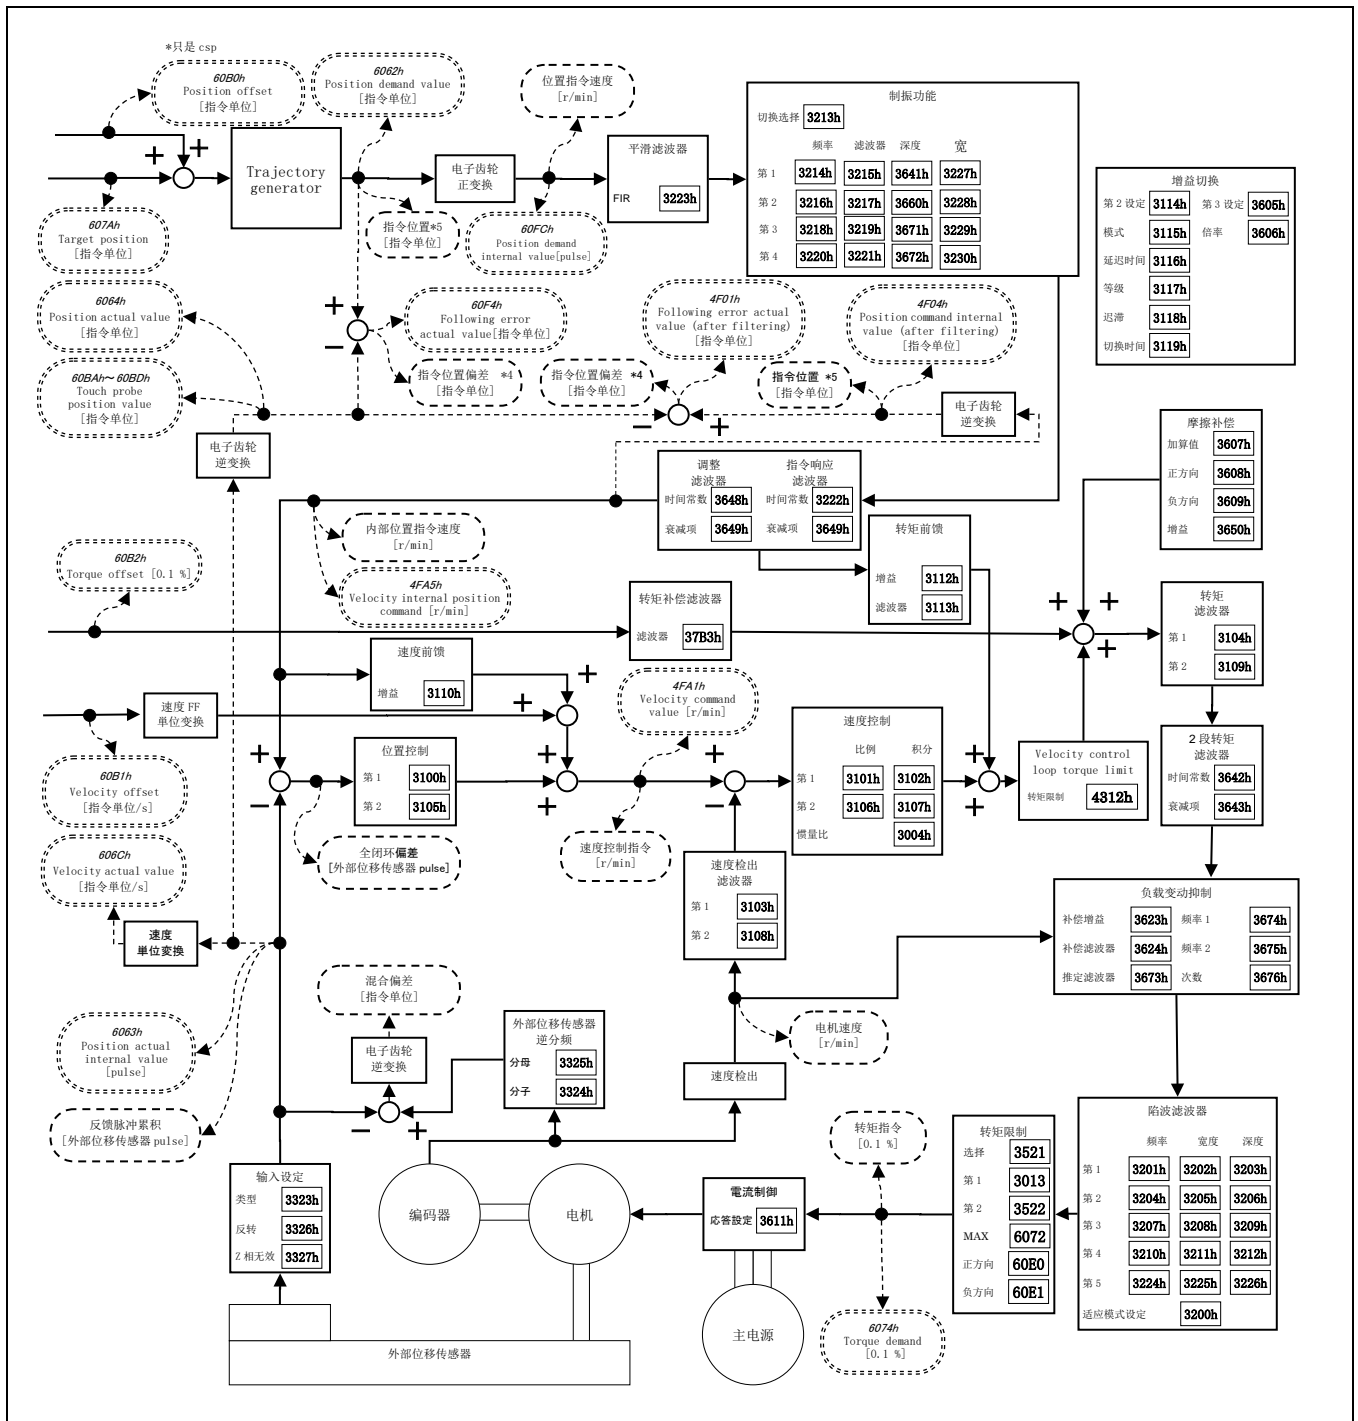 *只是 csp
60B0h
Position offset
[指令单位]
6062h
Position demand value
[指令单位]
位置指令速度
[r/min]
Trajectory
generator
电子齿轮
正变换
平滑滤波器
FIR 3223h
制振功能
切换选择 3213h
频率 滤波器 深度 宽
第 1 3214h 3215h 3641h 3227h
第 2 3216h 3217h 3660h 3228h
第 3 3218h 3219h 3671h 3229h
第 4 3220h 3221h 3672h 3230h
增益切换
第 2 设定 3114h 第 3 设定 3605h
模式 3115h 倍率 3606h
延迟时间 3116h
等级 3117h
迟滞 3118h
切换时间 3119h
607Ah
Target position
[指令单位]
指令位置*5
[指令单位]
60FCh
Position demand
internal value[pulse]
6064h
Position actual value
[指令单位]
60F4h
Following error
actual value[指令单位]
4F01h
Following error actual
value (after filtering)
[指令单位]
4F04h
Position command internal
value (after filtering)
[指令单位]
60BAh~60BDh
Touch probe
position value
[指令单位]
指令位置偏差 *4
[指令单位]
指令位置偏差 *4
[指令单位]
指令位置 *5
[指令单位]
电子齿轮
逆变换
电子齿轮
逆变换
摩擦补偿
加算值 3607h
正方向 3608h
负方向 3609h
增益 3650h
调整
滤波器
时间常数 3648h
衰减项 3649h
指令响应
滤波器
时间常数 3222h
衰减项 3649h
内部位置指令速度
[r/min]
转矩前馈
增益 3112h
滤波器 3113h
60B2h
Torque offset [0.1 %]
4FA5h
Velocity internal position
command [r/min]
转矩补偿滤波器
滤波器 37B3h
转矩
滤波器
第 1 3104h
第 2 3109h
速度前馈
增益 3110h
4FA1h
Velocity command
value [r/min]
速度 FF
単位変换
速度控制
比例 积分
第 1 3101h 3102h
第 2 3106h 3107h
惯量比 3004h
2 段转矩
滤波器
时间常数 3642h
衰减项 3643h
60B1h
Velocity offset
[指令单位/s]
位置控制
第 1 3100h
第 2 3105h
Velocity control
loop torque limit
转矩限制 4312h
606Ch
Velocity actual value
[指令单位/s]
全闭环偏差
[外部位移传感器 pulse]
速度控制指令
[r/min]
速度检出
滤波器
第 1 3103h
第 2 3108h
负载变动抑制
补偿增益 3623h 频率 1 3674h
补偿滤波器 3624h 频率 2 3675h
推定滤波器 3673h 次数 3676h
速度
単位変换
混合偏差
[指令单位]
6063h
Position actual
internal value
[pulse]
电子齿轮
逆变换
外部位移传感器
逆分频
分母 3325h
分子 3324h
电机速度
[r/min]
速度检出
反馈脉冲累积
[外部位移传感器 pulse]
转矩指令
[0.1 %]
转矩限制
选择 3521
第 1 3013
第 2 3522
MAX 6072
正方向 60E0
负方向 60E1
陷波滤波器
频率 宽度 深度
第 1 3201h 3202h 3203h
第 2 3204h 3205h 3206h
第 3 3207h 3208h 3209h
第 4 3210h 3211h 3212h
第 5 3224h 3225h 3226h
适应模式设定 3200h
输入设定
类型 3323h
反转 3326h
Z 相无效 3327h
编码器
电机
電流制御
応答設定 3611h
主电源
6074h
Torque demand
[0.1 %]
外部位移传感器